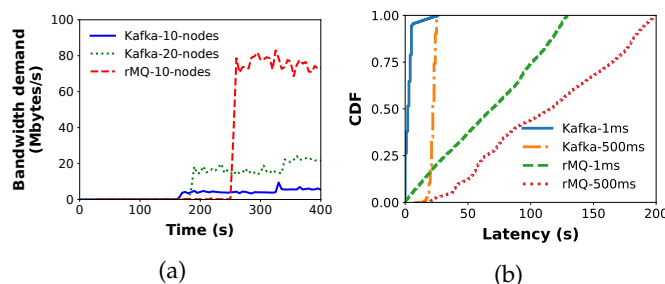 Kafka-10-nodes
Kafka-20-nodes
rMQ-10-nodes
Bandwidth demand
(Mbytes/s)
100
80
60
40
20
0
0 100 200 300 400
Time (s)
(a)
CDF
1.00
0.75
0.50
0.25
0.00
Kafka-1ms
Kafka-500ms
rMQ-1ms
rMQ-500ms
0 50 100 150 200
Latency (s)
(b)